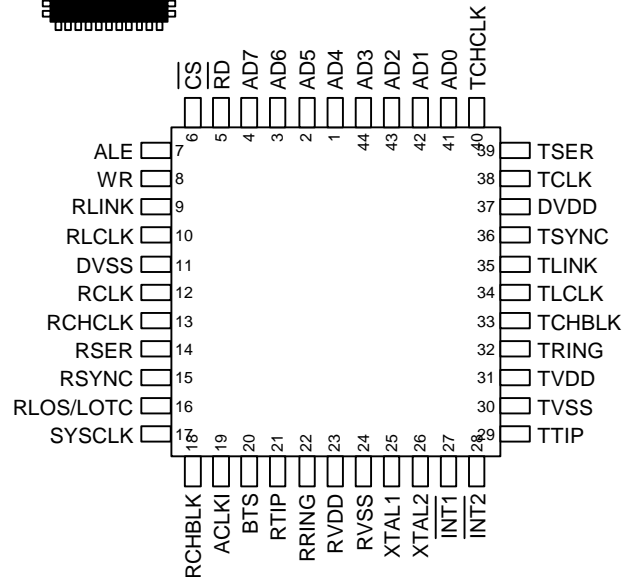 CS RD AD7 AD6 AD5 AD4 AD3 AD2 AD1 AD0 TCHCLK
6 5 4 3 2 1 44 43 42 41 40
ALE 7 39 TSER
WR 8 38 TCLK
RLINK 9 37 DVDD
RLCLK 10 36 TSYNC
DVSS 11 35 TLINK
RCLK 12 34 TLCLK
RCHCLK 13 33 TCHBLK
RSER 14 32 TRING
RSYNC 15 31 TVDD
RLOS/LOTC 16 30 TVSS
SYSCLK 17 29 TTIP
18 19 20 21 22 23 24 25 26 27 28
RCHBLK ACLKI BTS RTIP RRING RVDD RVSS XTAL1 XTAL2 INT1 INT2